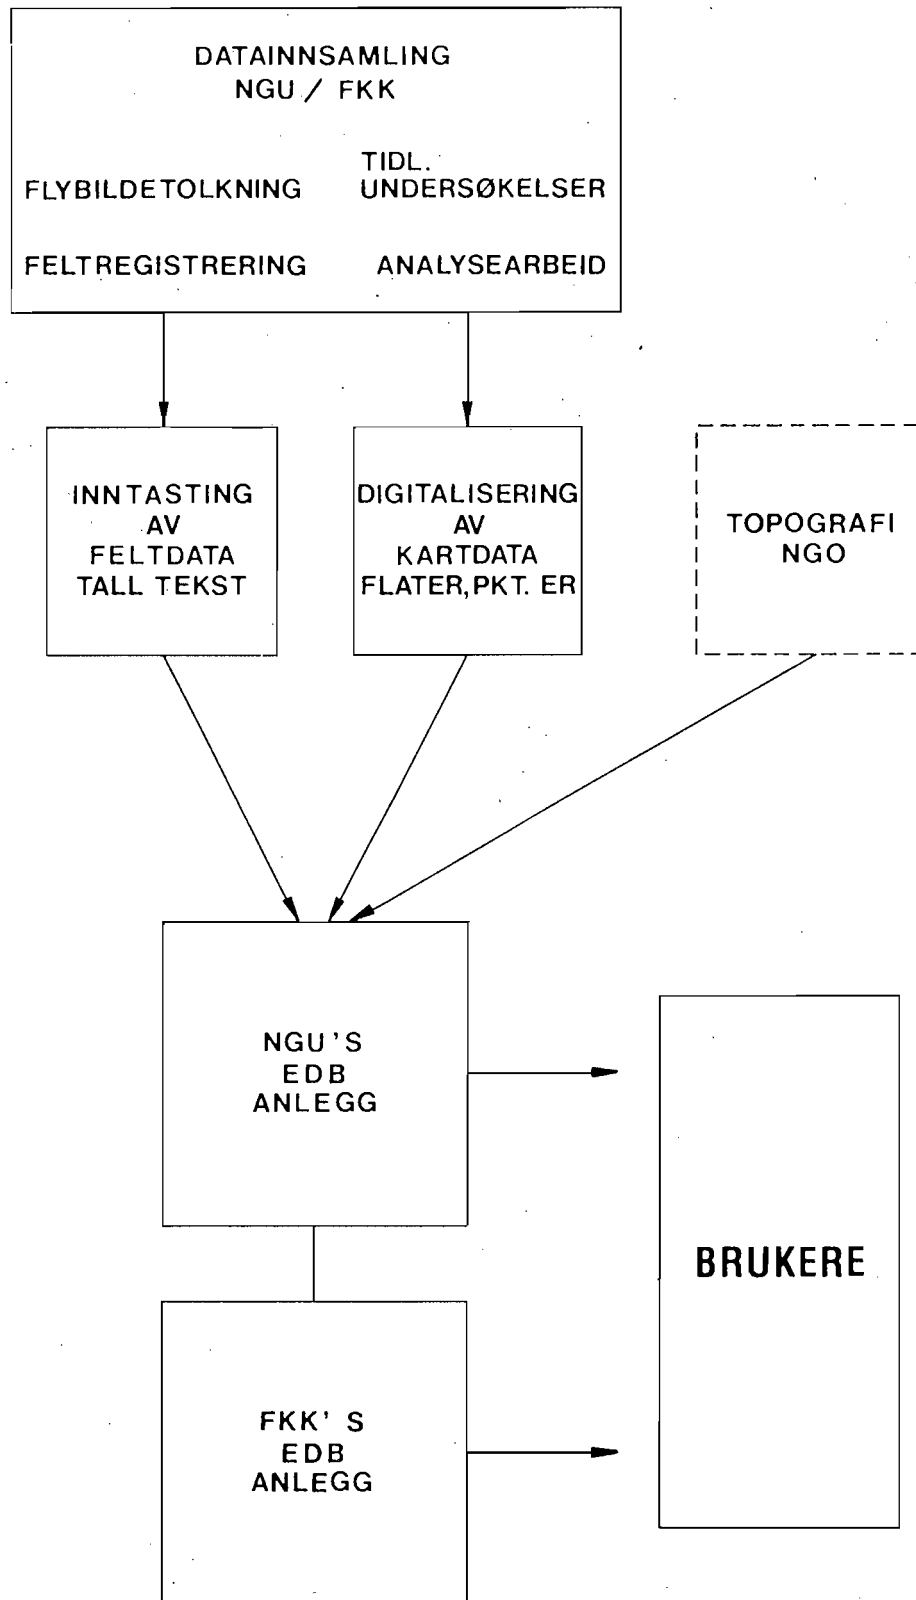 DATAINNSAMLING
NGU / FKK
FLYBILDETOLKNING
TIDL.
UNDERSØKELSER
FELTREGISTRERING
ANALYSEARBEID
INNTASTING
AV
FELTDATA
TALL TEKST
DIGITALISERING
AV
KARTDATA
FLATER, PKT. ER
TOPOGRAFI
NGO
NGU'S
EDB
ANLEGG
BRUKERE
FKK'S
EDB
ANLEGG